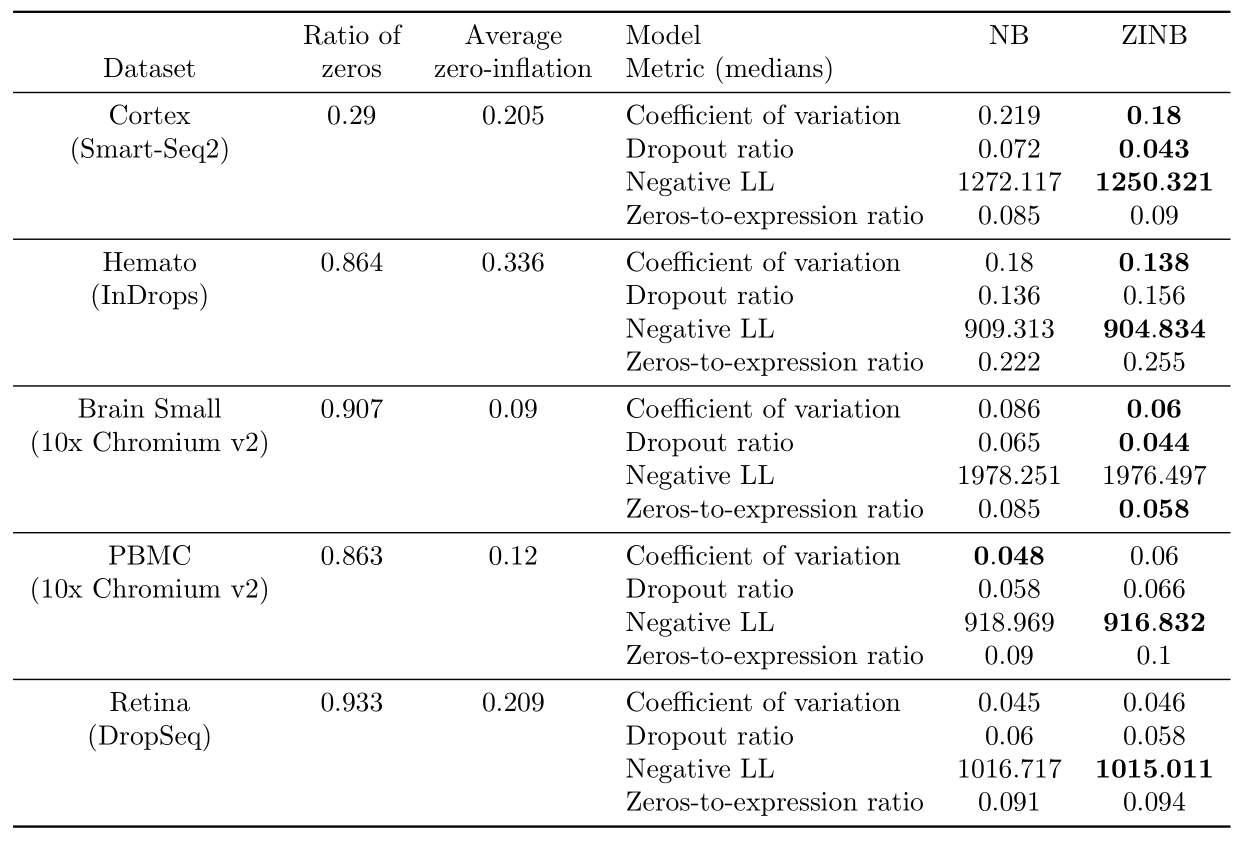 Ratio of Average Model NB ZINB
Dataset zeros zero-inflation Metric (medians)
Cortex 0.29 0.205 Coefficient of variation 0.219 0.18
(Smart-Seq2) Dropout ratio 0.072 0.043
Negative LL 1272.117 1250.321
Zeros-to-expression ratio 0.085 0.09
Hemato 0.864 0.336 Coefficient of variation 0.18 0.138
(InDrops) Dropout ratio 0.136 0.156
Negative LL 909.313 904.834
Zeros-to-expression ratio 0.222 0.255
Brain Small 0.907 0.09 Coefficient of variation 0.086 0.06
(10x Chromium v2) Dropout ratio 0.065 0.044
Negative LL 1978.251 1976.497
Zeros-to-expression ratio 0.085 0.058
PBMC 0.863 0.12 Coefficient of variation 0.048 0.06
(10x Chromium v2) Dropout ratio 0.058 0.066
Negative LL 918.969 916.832
Zeros-to-expression ratio 0.09 0.1
Retina 0.933 0.209 Coefficient of variation 0.045 0.046
(DropSeq) Dropout ratio 0.06 0.058
Negative LL 1016.717 1015.011
Zeros-to-expression ratio 0.091 0.094